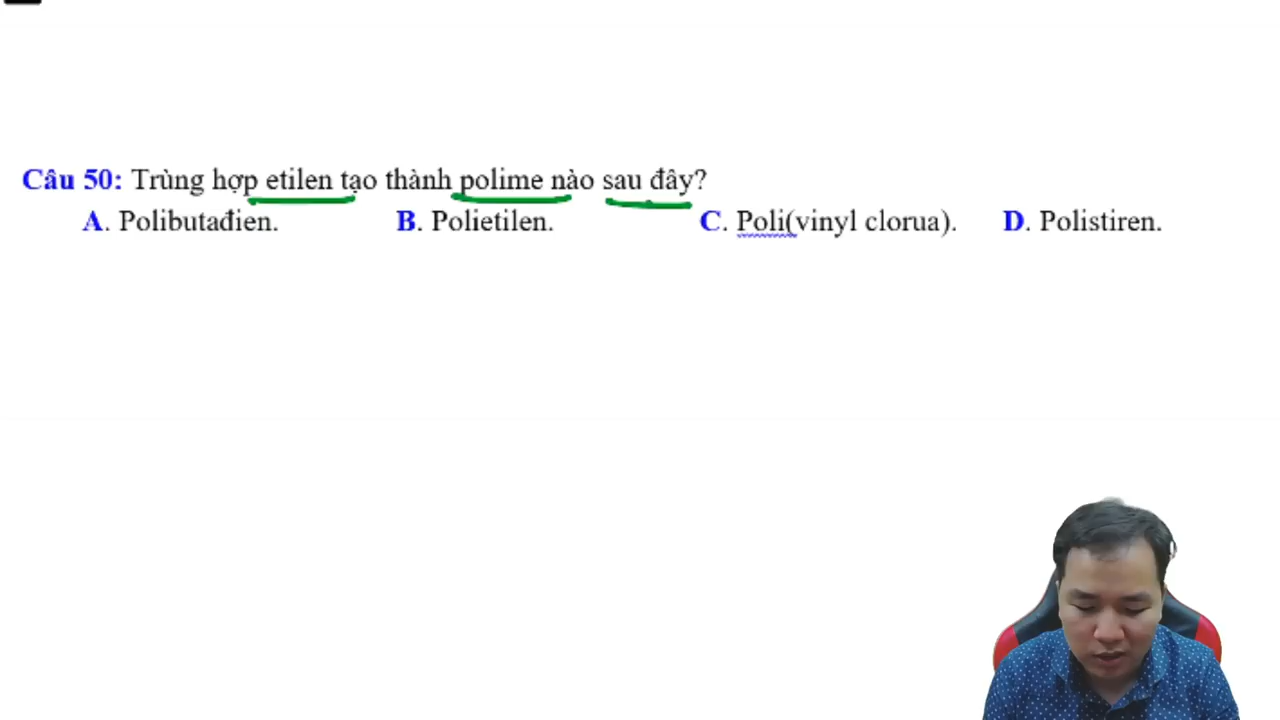 Câu 50: Trùng hợp etilen tạo thành polime nào sau đây?
A. Polibutađien. B. Polietilen. C. Poli(vinyl clorua). D. Polistiren.